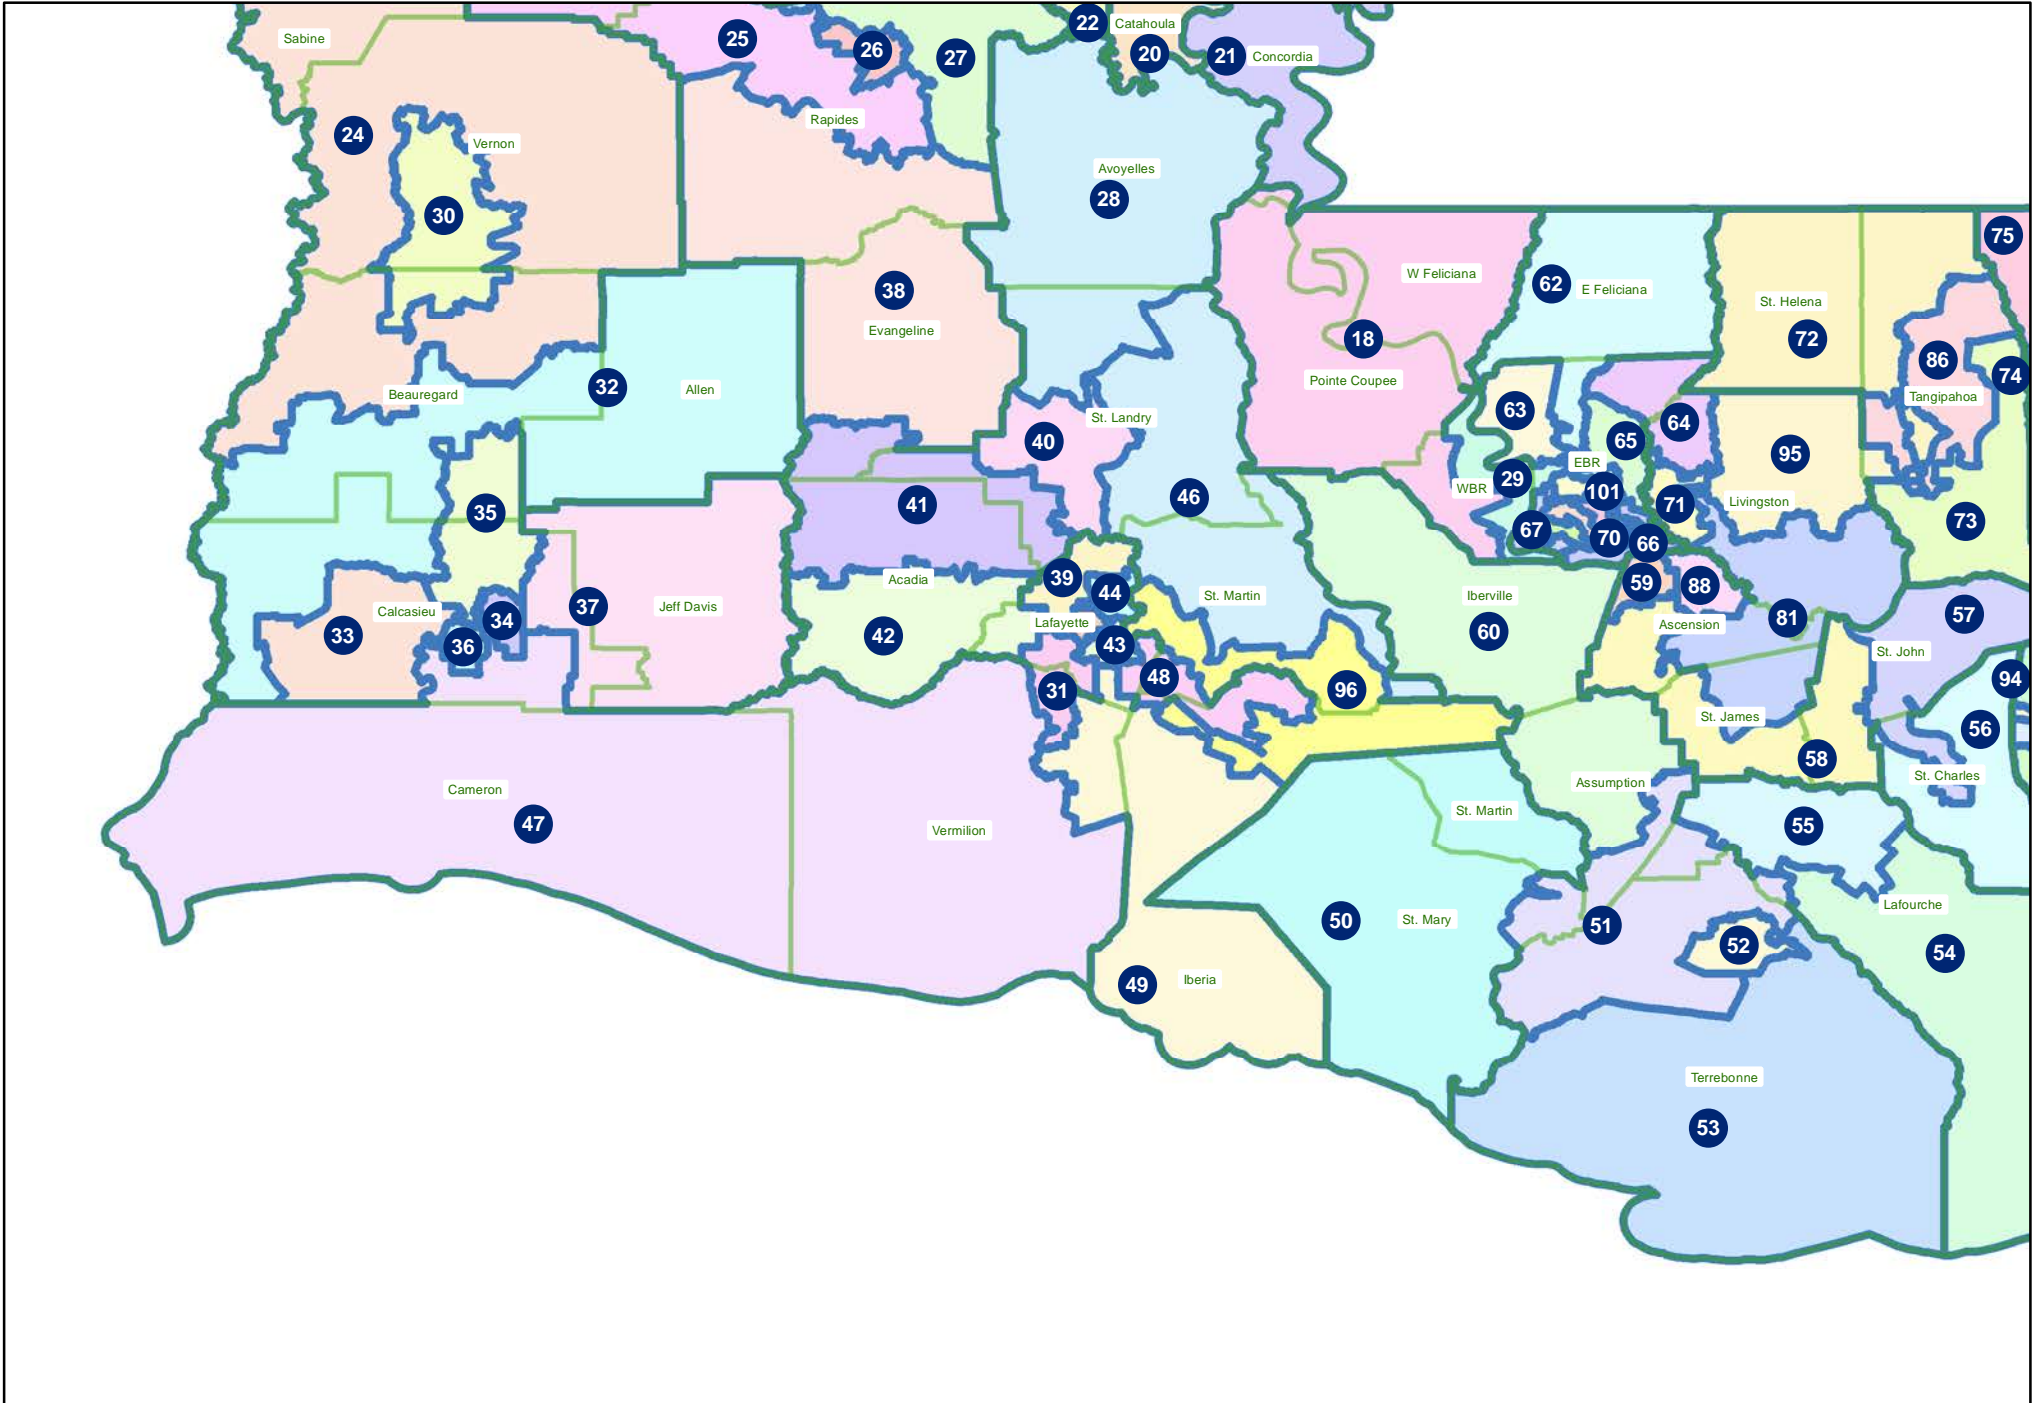 22
Catahoula
Sabine
25
26
27
20
21
Concordia
24
Vernon
Rapides
30
Avoyelles
28
75
38
W Feliciana
62
E Feliciana
St. Helena
Evangeline
18
72
86
74
32
Allen
Beauregard
Pointe Coupee
Tangipahoa
63
St. Landry
40
64
65
95
EBR
WBR
29
101
46
41
35
71
Livingston
73
67
70
66
Acadia
39
44
59
88
Iberville
St. Martin
37
Jeff Davis
Calcasieu
34
33
36
42
Lafayette
43
60
Ascension
81
57
St. John
48
31
96
94
St. James
56
58
St. Charles
Assumption
Cameron
47
Vermilion
St. Martin
55
50
St. Mary
51
52
Lafourche
54
49
Iberia
Terrebonne
53